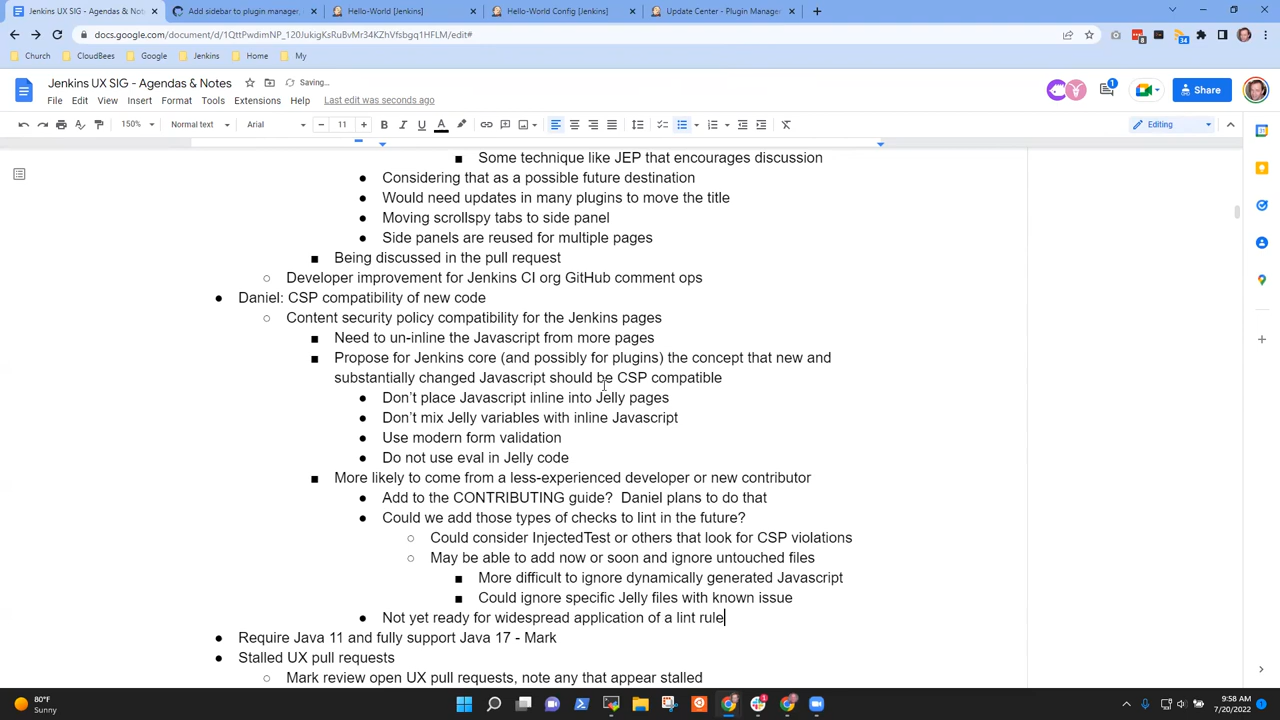 Jenkins UX SIG - Agendas & Notes
Add sidebar to plugin manager,
Hello-World [Jenkins]
Hello-World Config [Jenkins]
Update Center - Plugin Manager
docs.google.com/document/d/1QttPwdimNP_120JukigKsRuBvMr34KZhVfsbgq1HFLM/edit#
Church
CloudBees
Google
Jenkins
Home
My
Jenkins UX SIG - Agendas & Notes
Saving...
File Edit View Insert Format Tools Extensions Help Last edit was seconds ago
1
Share
150% Normal text Arial 11 Editing
Some technique like JEP that encourages discussion
Considering that as a possible future destination
Would need updates in many plugins to move the title
Moving scrollspy tabs to side panel
Side panels are reused for multiple pages
Being discussed in the pull request
Developer improvement for Jenkins CI org GitHub comment ops
Daniel: CSP compatibility of new code
Content security policy compatibility for the Jenkins pages
Need to un-inline the Javascript from more pages
Propose for Jenkins core (and possibly for plugins) the concept that new and
substantially changed Javascript should be CSP compatible
Don't place Javascript inline into Jelly pages
Don't mix Jelly variables with inline Javascript
Use modern form validation
Do not use eval in Jelly code
More likely to come from a less-experienced developer or new contributor
Add to the CONTRIBUTING guide? Daniel plans to do that
Could we add those types of checks to lint in the future?
Could consider InjectedTest or others that look for CSP violations
May be able to add now or soon and ignore untouched files
More difficult to ignore dynamically generated Javascript
Could ignore specific Jelly files with known issue
Not yet ready for widespread application of a lint rule
Require Java 11 and fully support Java 17 - Mark
Stalled UX pull requests
Mark review open UX pull requests, note any that appear stalled
80°F
Sunny
9:58 AM
7/20/2022